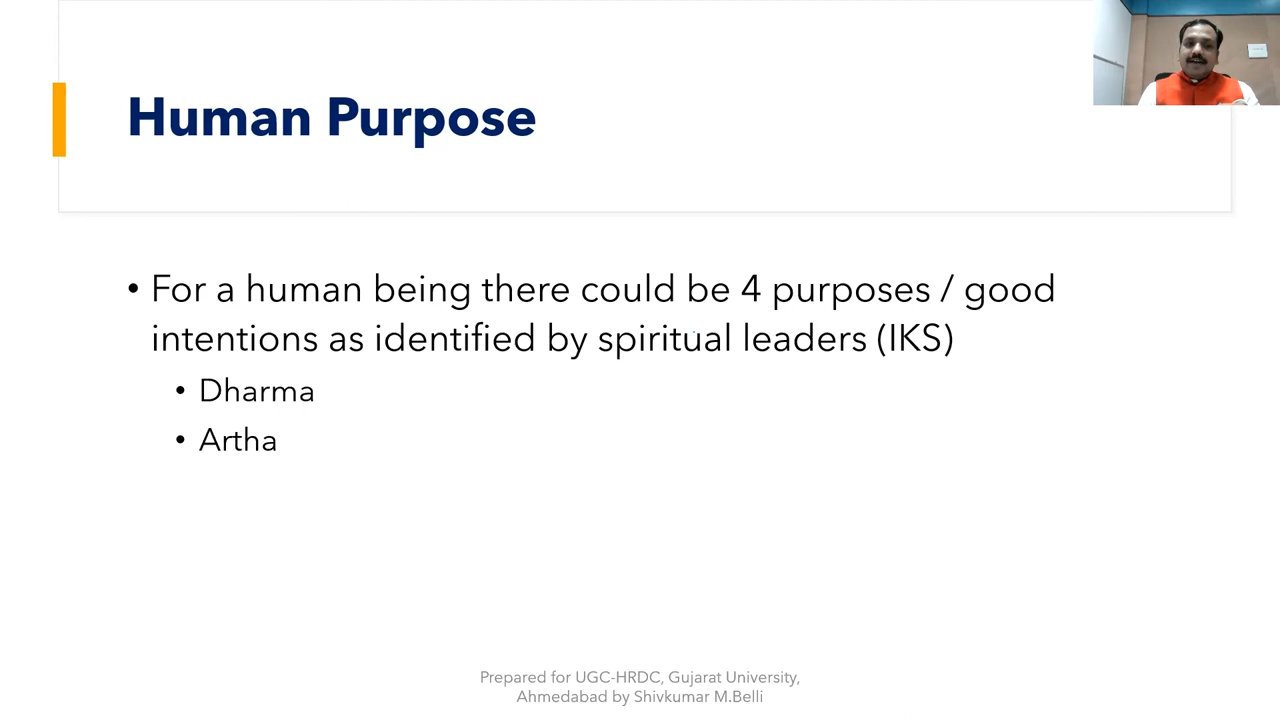 Human Purpose
• For a human being there could be 4 purposes / good
intentions as identified by spiritual leaders (IKS)
• Dharma
• Artha
Prepared for UGC-HRDC, Gujarat University,
Ahmedabad by Shivkumar M.Belli